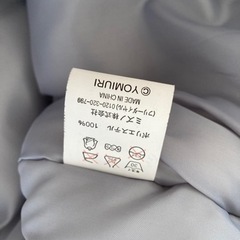 ポリエステル 100%
ミズノ株式会社
(フリーダイヤル) 0120-320-799
MADE IN CHINA
©YOMIURI